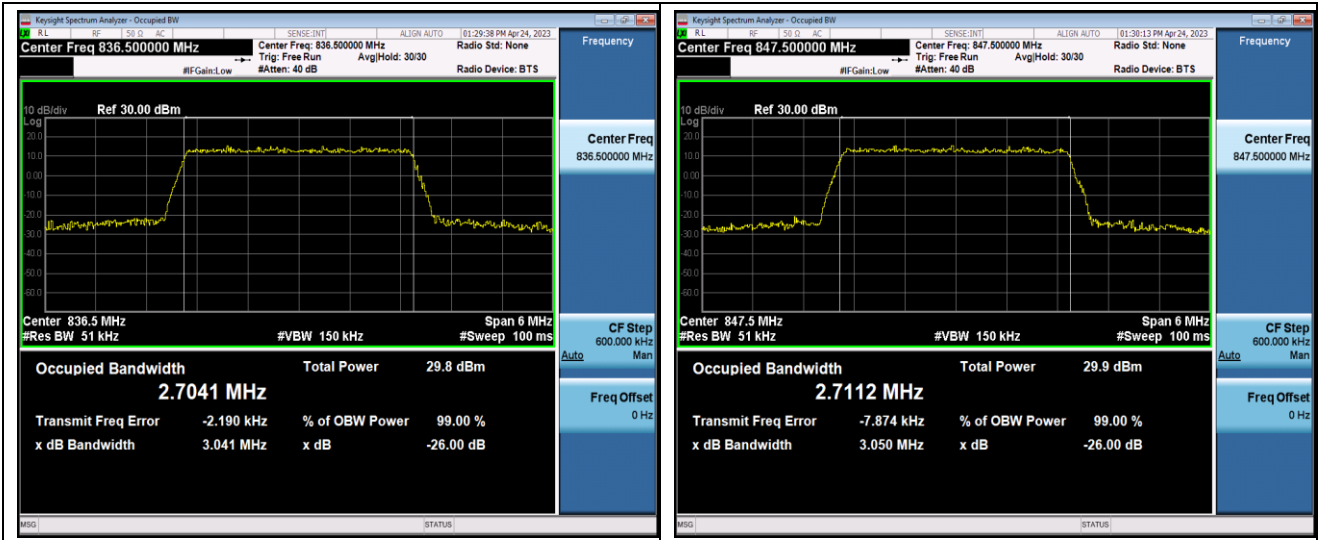 Keysight Spectrum Analyzer - Occupied BW
RL RF 50 Ω AC SENSE:INT ALIGN AUTO 01:29:38 PM Apr 24, 2023
Center Freq 836.500000 MHz
Center Freq: 836.500000 MHz Radio Std: None
Trig: Free Run Avg|Hold: 30/30
#IFGain:Low #Atten: 40 dB Radio Device: BTS
10 dB/div Ref 30.00 dBm
Log
20.0
10.0
0.00
-10.0
-20.0
-30.0
-40.0
-50.0
-60.0
Center 836.5 MHz Span 6 MHz
#Res BW 51 kHz #VBW 150 kHz #Sweep 100 ms
Occupied Bandwidth Total Power 29.8 dBm
2.7041 MHz
Transmit Freq Error -2.190 kHz % of OBW Power 99.00 %
x dB Bandwidth 3.041 MHz x dB -26.00 dB
Frequency
Center Freq
836.500000 MHz
CF Step
600.000 kHz
Auto Man
Freq Offset
0 Hz
MSG STATUS
Keysight Spectrum Analyzer - Occupied BW
RL RF 50 Ω AC SENSE:INT ALIGN AUTO 01:30:13 PM Apr 24, 2023
Center Freq 847.500000 MHz
Center Freq: 847.500000 MHz Radio Std: None
Trig: Free Run Avg|Hold: 30/30
#IFGain:Low #Atten: 40 dB Radio Device: BTS
10 dB/div Ref 30.00 dBm
Log
20.0
10.0
0.00
-10.0
-20.0
-30.0
-40.0
-50.0
-60.0
Center 847.5 MHz Span 6 MHz
#Res BW 51 kHz #VBW 150 kHz #Sweep 100 ms
Occupied Bandwidth Total Power 29.9 dBm
2.7112 MHz
Transmit Freq Error -7.874 kHz % of OBW Power 99.00 %
x dB Bandwidth 3.050 MHz x dB -26.00 dB
Frequency
Center Freq
847.500000 MHz
CF Step
600.000 kHz
Auto Man
Freq Offset
0 Hz
MSG STATUS